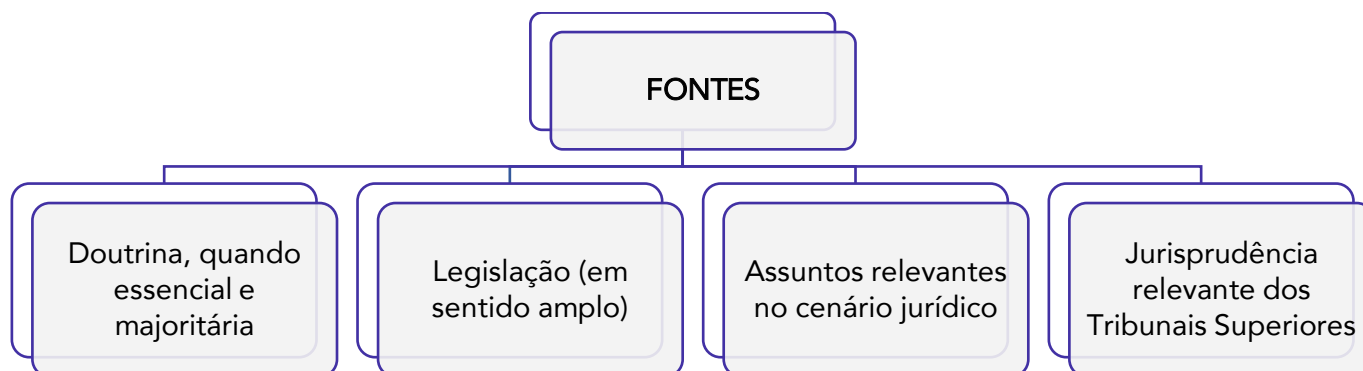 FONTES
Doutrina, quando
essencial e
majoritária
Legislação (em
sentido amplo)
Assuntos relevantes
no cenário jurídico
Jurisprudência
relevante dos
Tribunais Superiores